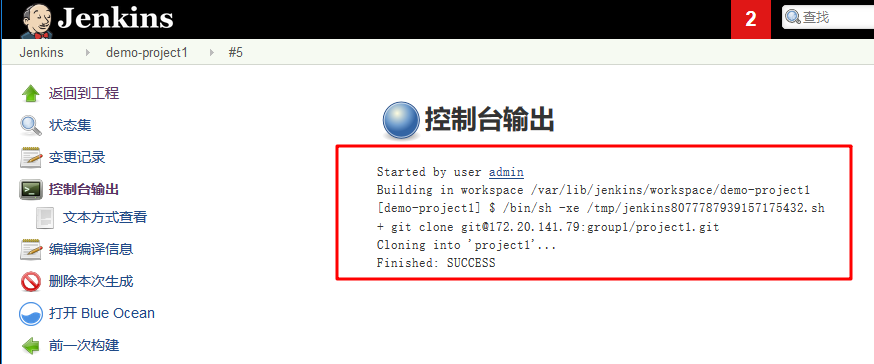 Jenkins
2
查找
Jenkins
demo-project1
#5
返回到工程
状态集
变更记录
控制台输出
文本方式查看
编辑编译信息
删除本次生成
打开 Blue Ocean
前一次构建
控制台输出
Started by user admin
Building in workspace /var/lib/jenkins/workspace/demo-project1
[demo-project1] $ /bin/sh -xe /tmp/jenkins8077787939157175432.sh
+ git clone git@172.20.141.79:group1/project1.git
Cloning into 'project1'...
Finished: SUCCESS